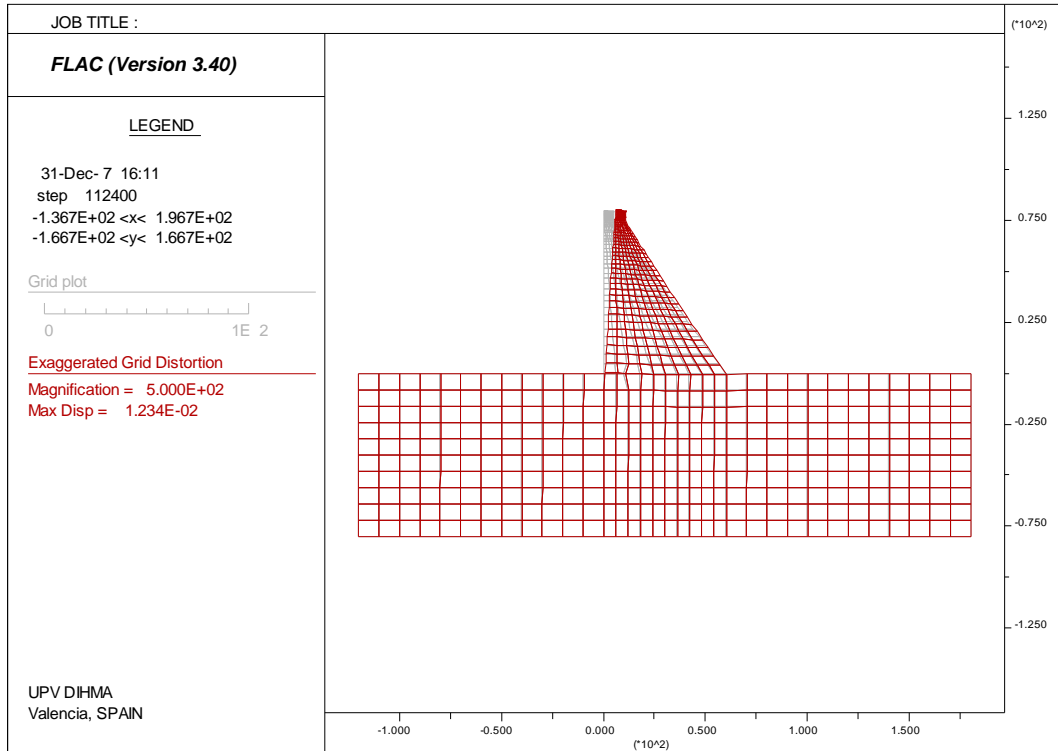 JOB TITLE :
FLAC (Version 3.40)
LEGEND
31-Dec- 7 16:11
step 112400
-1.367E+02 <x< 1.967E+02
-1.667E+02 <y< 1.667E+02
Grid plot
0 1E 2
Exaggerated Grid Distortion
Magnification = 5.000E+02
Max Disp = 1.234E-02
UPV DIHMA
Valencia, SPAIN
(*10^2)
1.250
0.750
0.250
-0.250
-0.750
-1.250
-1.000 -0.500 0.000 0.500 1.000 1.500
(*10^2)